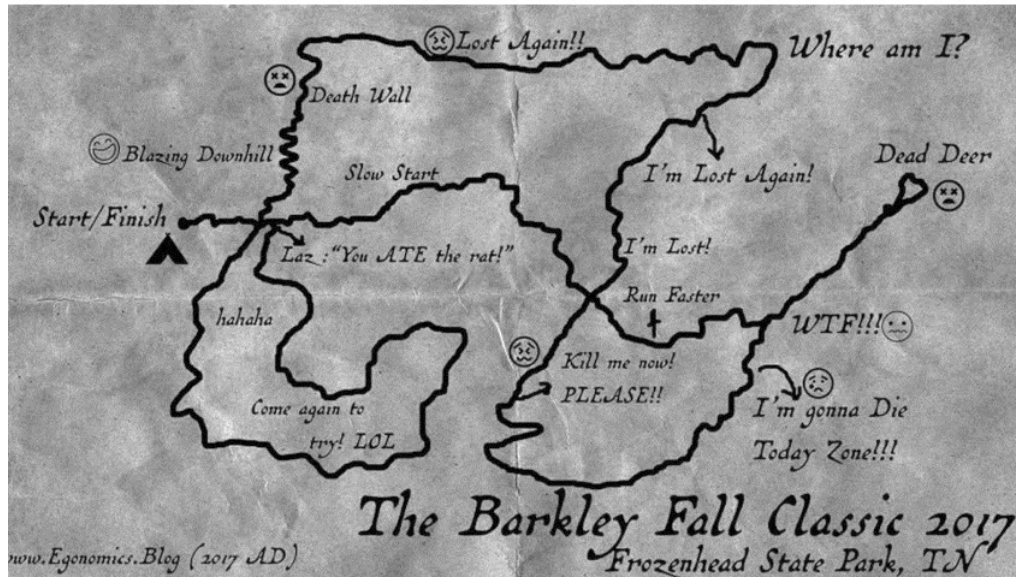 Lost Again!!
Where am I?
Death Wall
Blazing Downhill
Slow Start
I'm Lost Again!
Dead Deer
Start/Finish
Laz :"You ATE the rat!"
I'm Lost!
Run Faster
hahaha
WTF!!!
Kill me now!
PLEASE!!
Come again to
try! LOL
I'm gonna Die
Today Zone!!!
The Barkley Fall Classic 2017
www.Egonomics.Blog (2017 AD)
Frozenhead State Park, TN